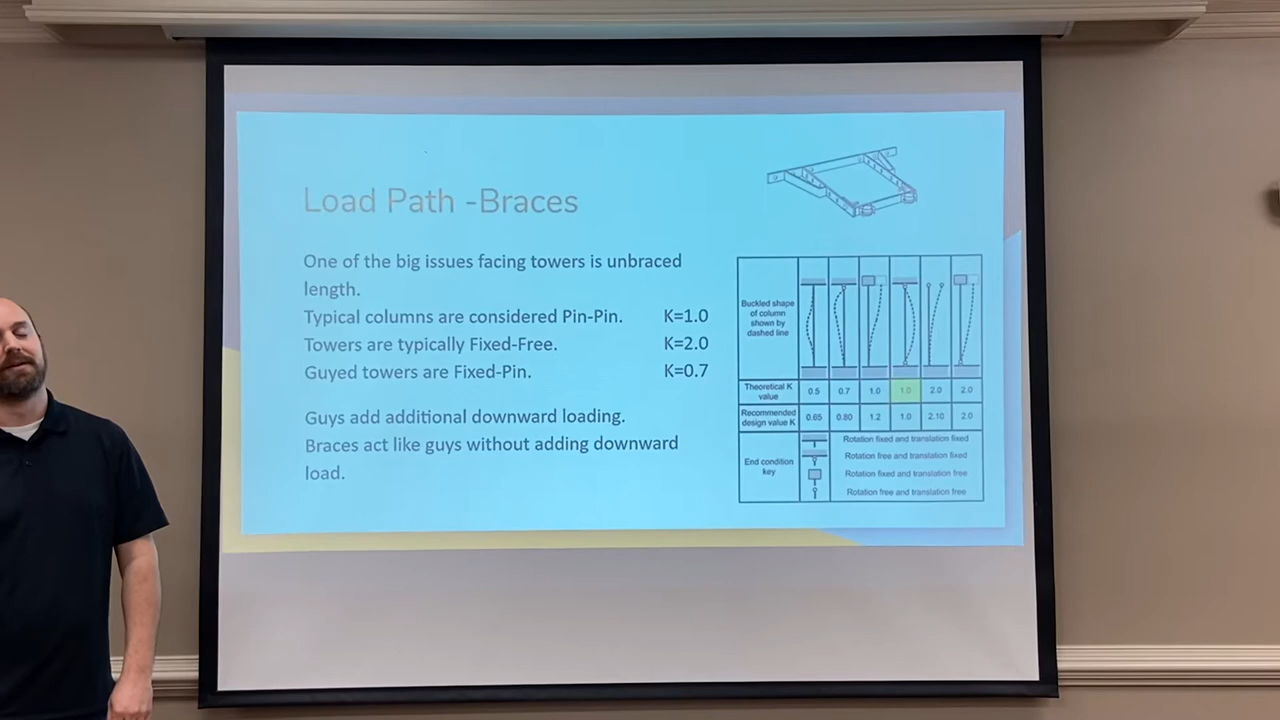 Load Path -Braces
One of the big issues facing towers is unbraced
length.
Typical columns are considered Pin-Pin. K=1.0
Towers are typically Fixed-Free. K=2.0
Guyed towers are Fixed-Pin. K=0.7
Guys add additional downward loading.
Braces act like guys without adding downward
load.
Buckled shape
of column
shown by
dashed line
Theoretical K
value
0.5 0.7 1.0 1.0 2.0 2.0
Recommended
design value K
0.65 0.80 1.2 1.0 2.10 2.0
End condition
key
Rotation fixed and translation fixed
Rotation free and translation fixed
Rotation fixed and translation free
Rotation free and translation free